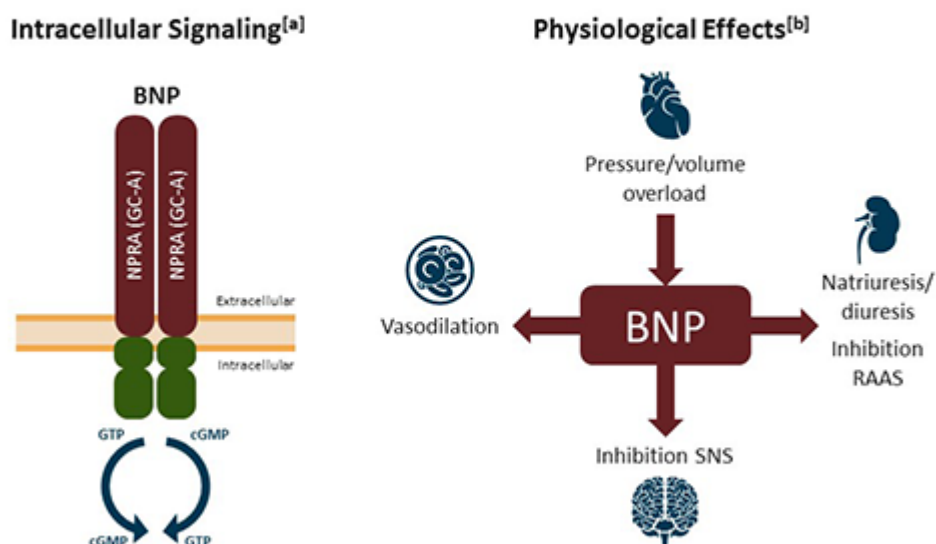 Intracellular Signaling[a]
BNP
NPRA (GC-A)
NPRA (GC-A)
Extracellular
Intracellular
GTP
cGMP
cGMP
GTP
Physiological Effects[b]
Pressure/volume
overload
Vasodilation
BNP
Natriuresis/
diuresis
Inhibition
RAAS
Inhibition SNS